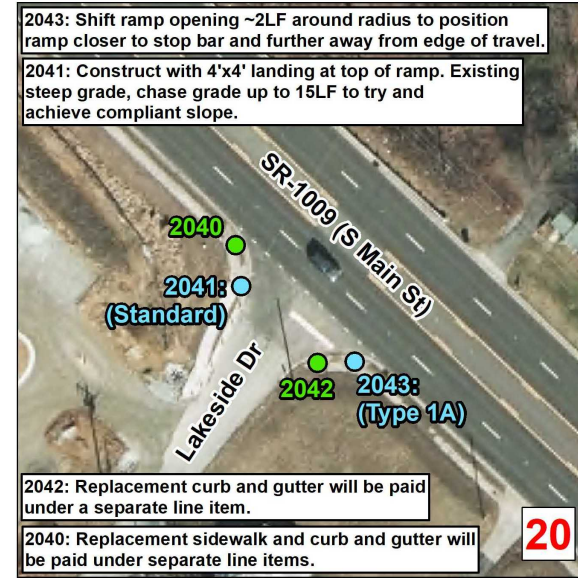 2043: Shift ramp opening ~2LF around radius to position
ramp closer to stop bar and further away from edge of travel.
2041: Construct with 4'x4' landing at top of ramp. Existing
steep grade, chase grade up to 15LF to try and
achieve compliant slope.
SR-1009 (S Main St)
2040
2041:
(Standard)
Lakeside Dr
2042
2043:
(Type 1A)
2042: Replacement curb and gutter will be paid
under a separate line item.
2040: Replacement sidewalk and curb and gutter will
be paid under separate line items.
20